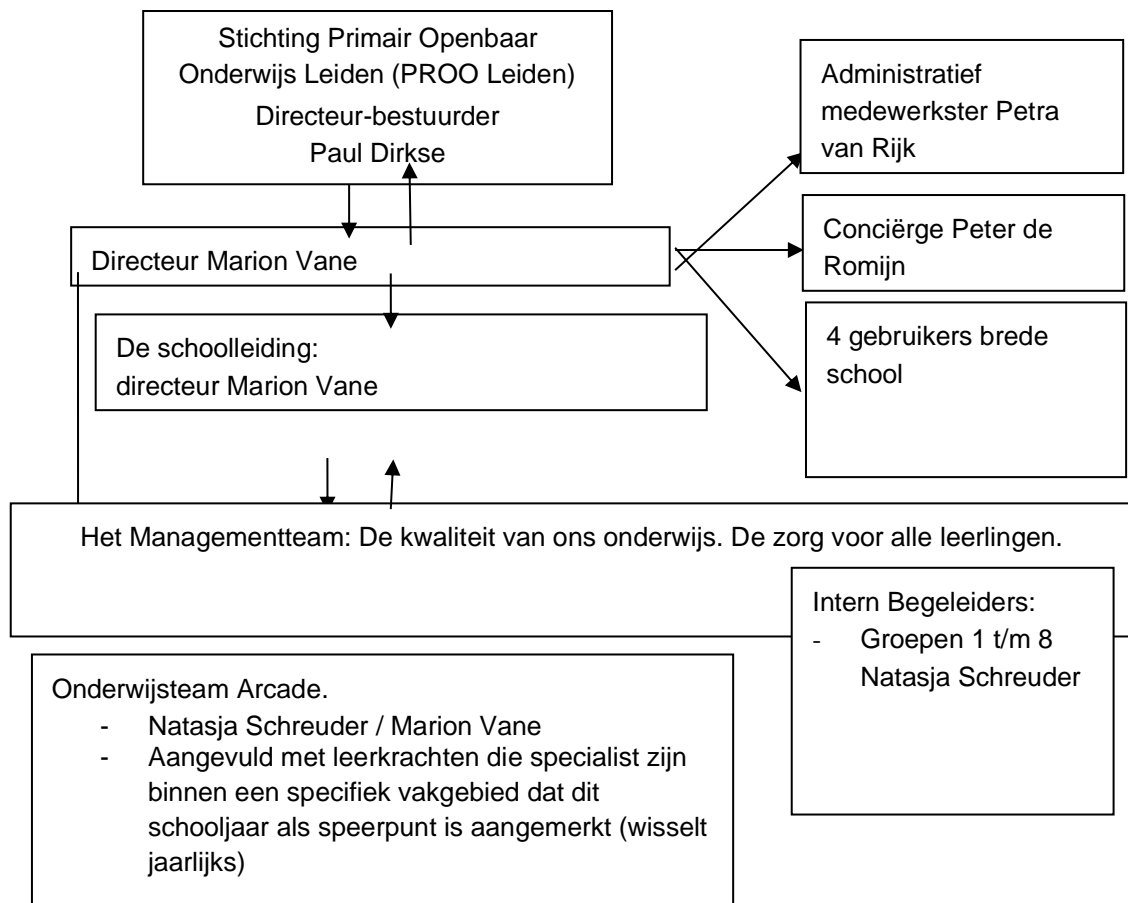 Stichting Primair Openbaar
Onderwijs Leiden (PROO Leiden)
Directeur-bestuurder
Paul Dirkse
Administratief
medewerkster Petra
van Rijk
Directeur Marion Vane
Conciërge Peter de
Romijn
De schoolleiding:
directeur Marion Vane
4 gebruikers brede
school
Het Managementteam: De kwaliteit van ons onderwijs. De zorg voor alle leerlingen.
Intern Begeleiders:
- Groepen 1 t/m 8
Natasja Schreuder
Onderwijsteam Arcade.
- Natasja Schreuder / Marion Vane
- Aangevuld met leerkrachten die specialist zijn
binnen een specifiek vakgebied dat dit
schooljaar als speerpunt is aangemerkt (wisselt
jaarlijks)